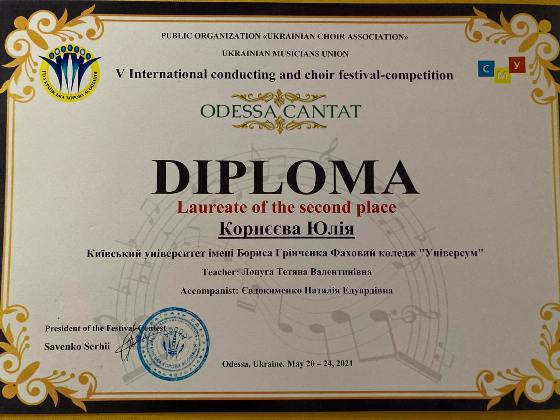 PUBLIC ORGANIZATION «UKRAINIAN CHOIR ASSOCIATION»
UKRAINIAN MUSICIANS UNION
V International conducting and choir festival-competition
С М У
ODESSA CANTAT
DIPLOMA
Laureate of the second place
Корнєєва Юлія
Київський університет імені Бориса Грінченка Фаховий коледж "Універсум"
Teacher: Лопуга Тетяна Валентинівна
Accompanist: Євдокименко Наталія Едуардівна
President of the Festival-Contest
Savenko Serhii
Odessa, Ukraine. May 20 – 24, 2021